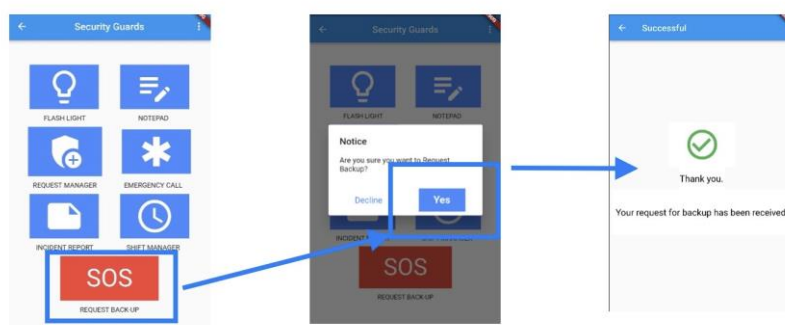 Security Guards
FLASH LIGHT
NOTEPAD
REQUEST MANAGER
EMERGENCY CALL
INCIDENT REPORT
SHIFT MANAGER
SOS
REQUEST BACK-UP
Security Guards
FLASH LIGHT
NOTEPAD
Notice
Are you sure you want to Request
Backup?
Decline
Yes
SOS
REQUEST BACK-UP
Successful
Thank you.
Your request for backup has been received